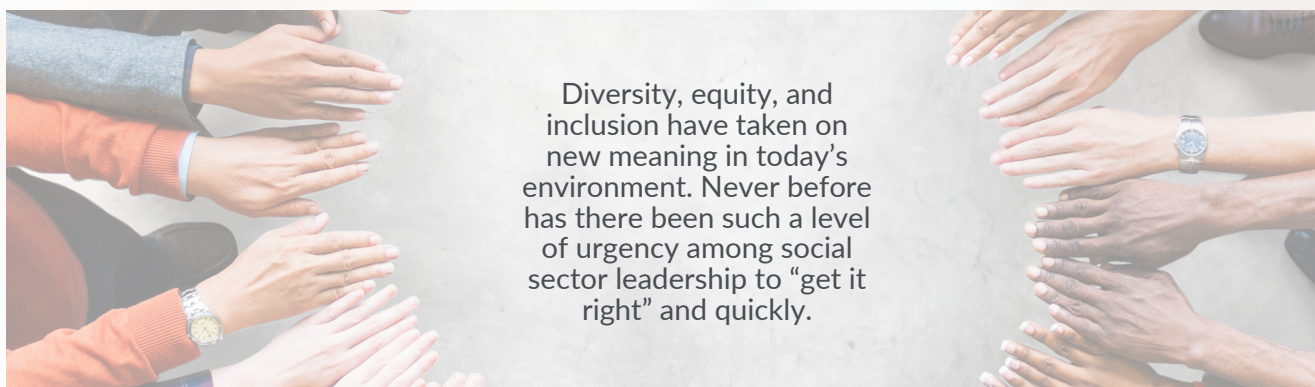 Diversity, equity, and
inclusion have taken on
new meaning in today’s
environment. Never before
has there been such a level
of urgency among social
sector leadership to “get it
right” and quickly.